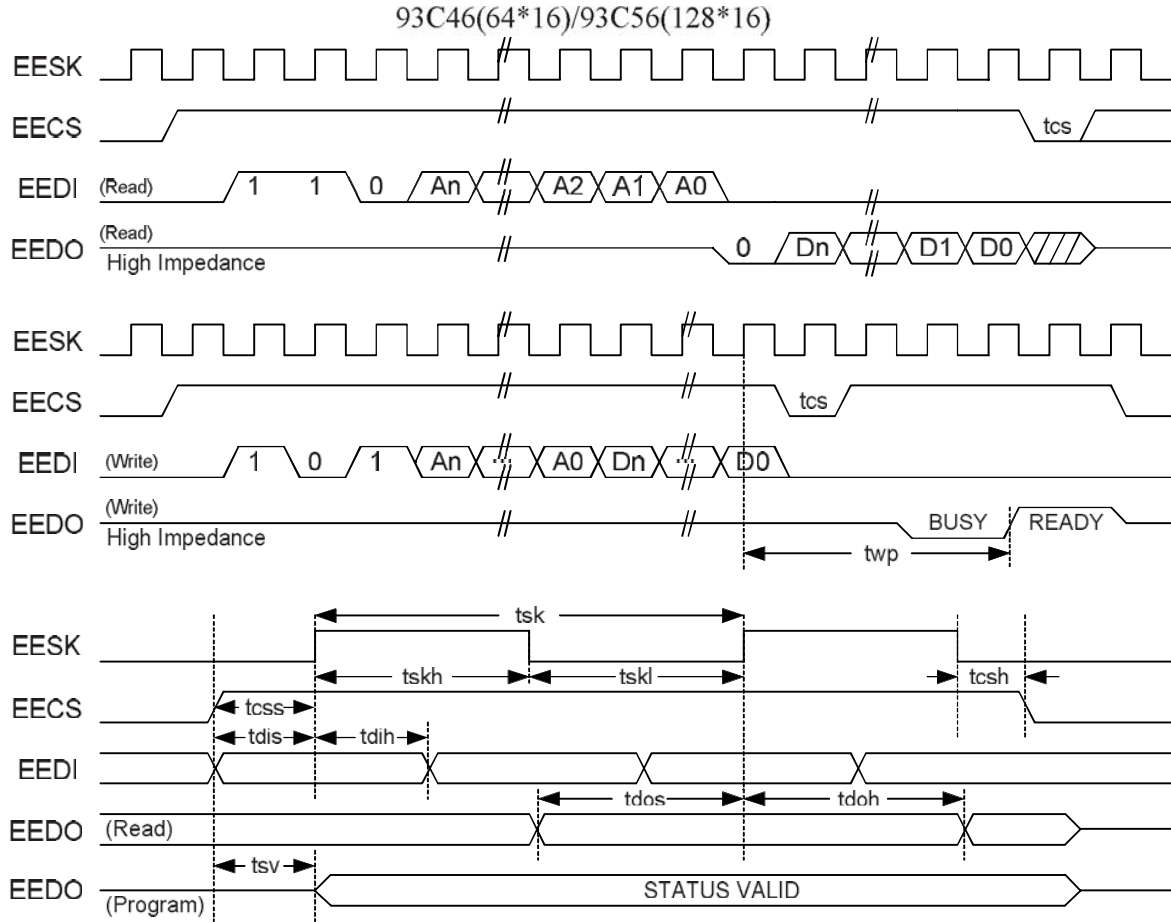 93C46(64*16)/93C56(128*16)
EESK
EECS tcs
EEDI (Read) 1 1 0 An A2 A1 A0
EEDO (Read) High Impedance 0 Dn D1 D0
EESK
EECS tcs
EEDI (Write) 1 0 1 An ... A0 Dn ... D0
EEDO (Write) High Impedance BUSY READY
twp
tsk
EESK
tskh tskl tcsh
EECS tcss
tdis tdih
EEDI
tdos tdoh
EEDO (Read)
tsv
EEDO (Program) STATUS VALID